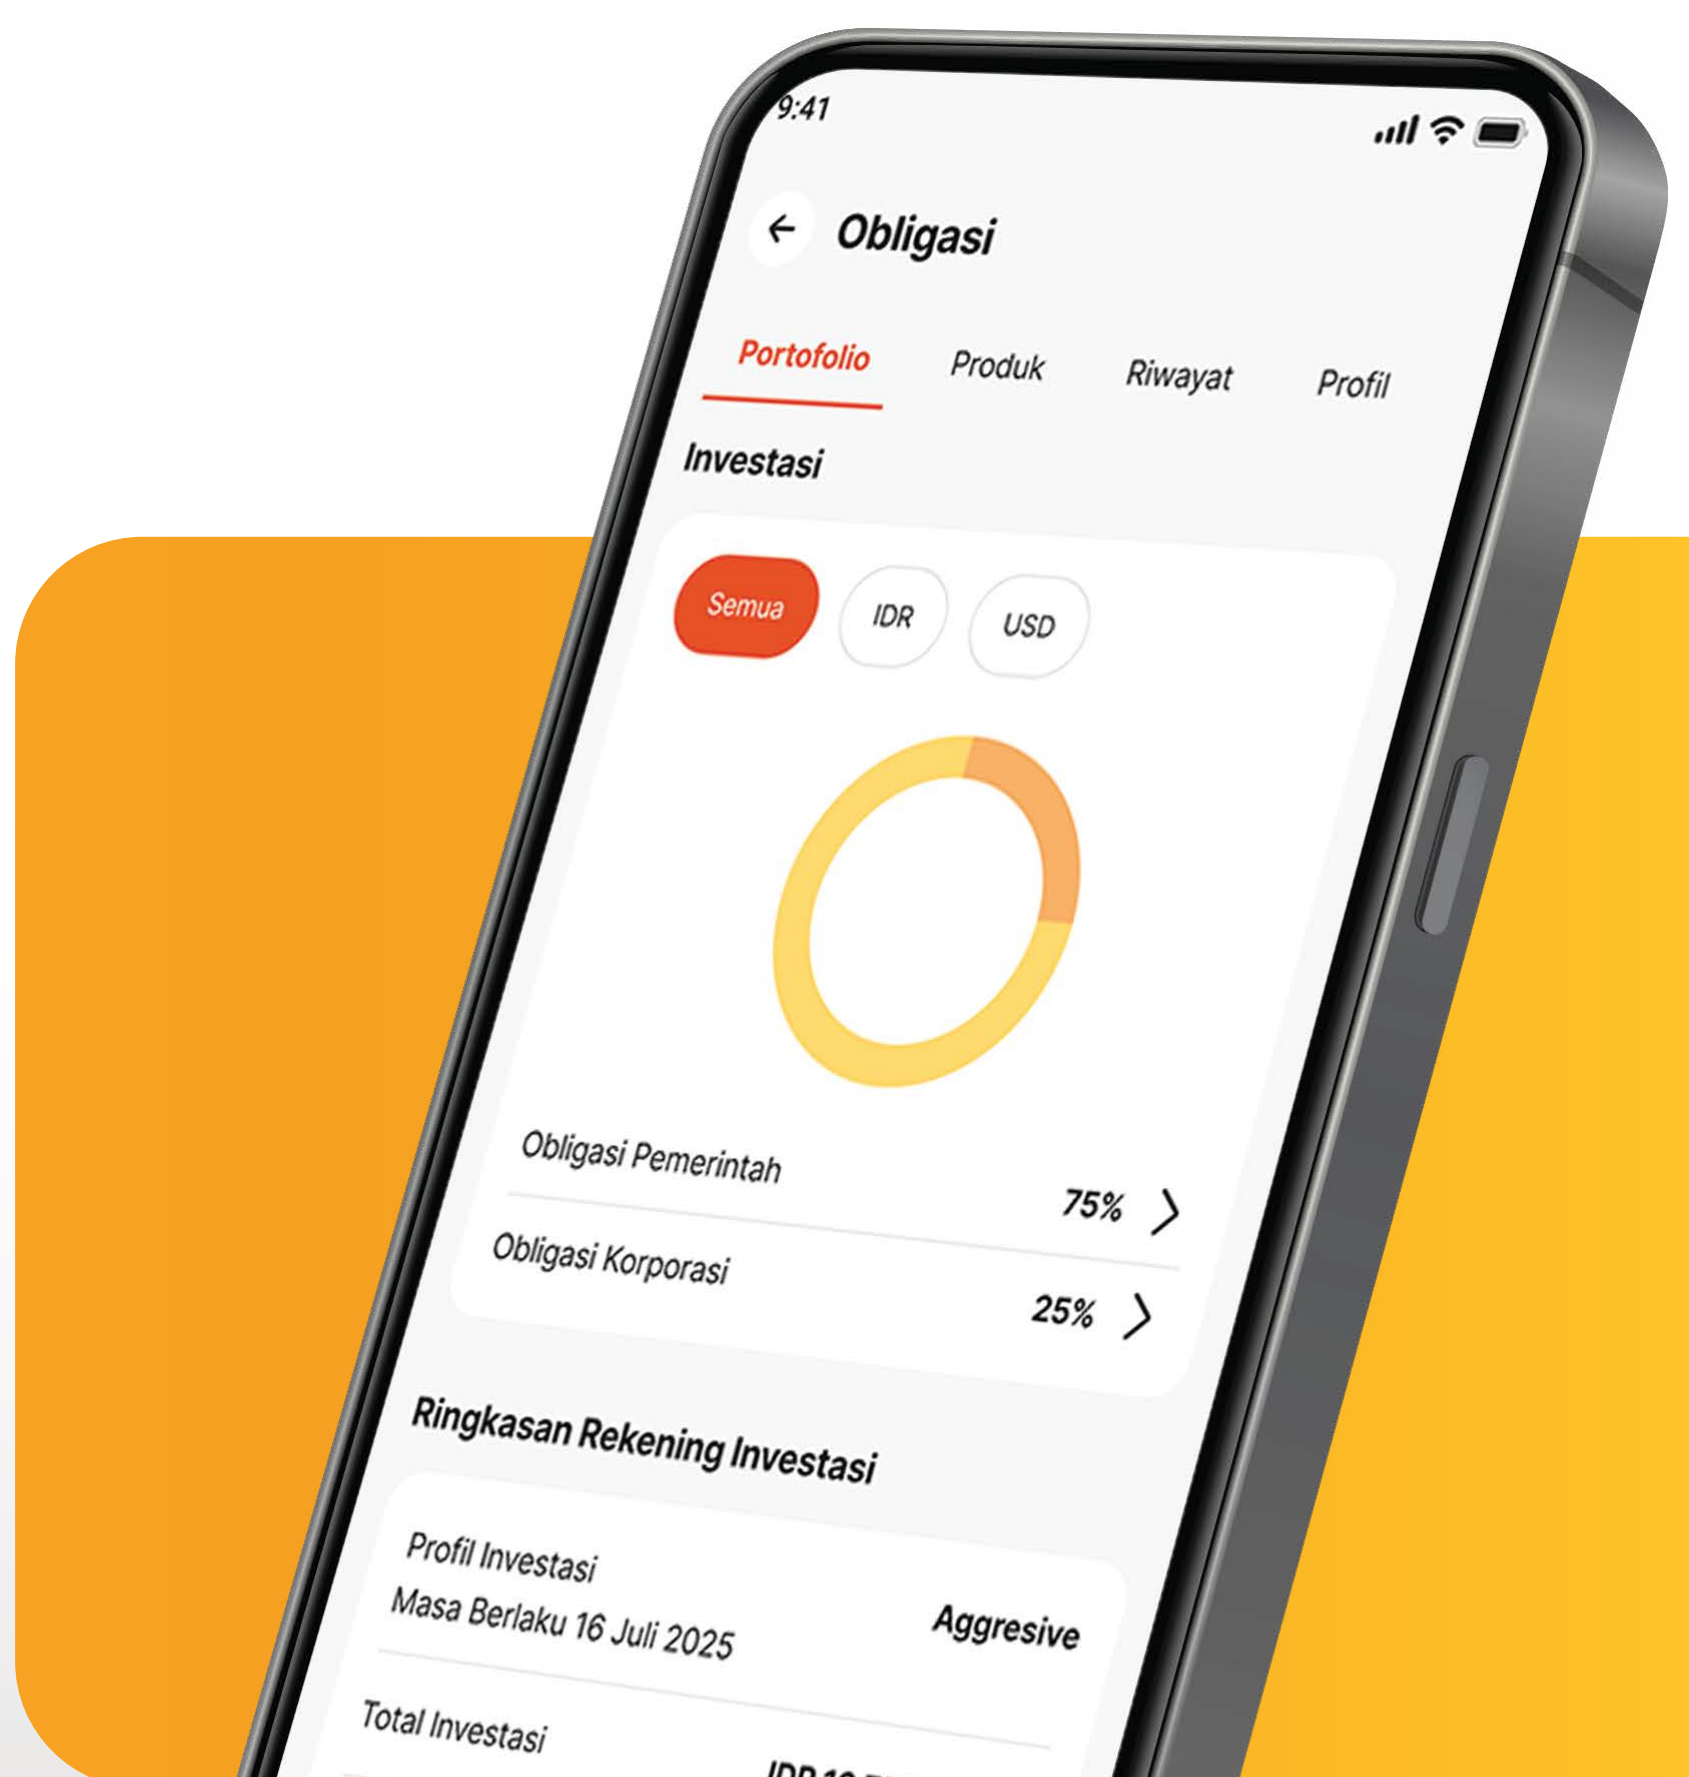 9:41
Obligasi
Portofolio Produk Riwayat Profil
Investasi
Semua IDR USD
Obligasi Pemerintah 75%
Obligasi Korporasi 25%
Ringkasan Rekening Investasi
Profil Investasi
Masa Berlaku 16 Juli 2025 Aggresive
Total Investasi
IDR